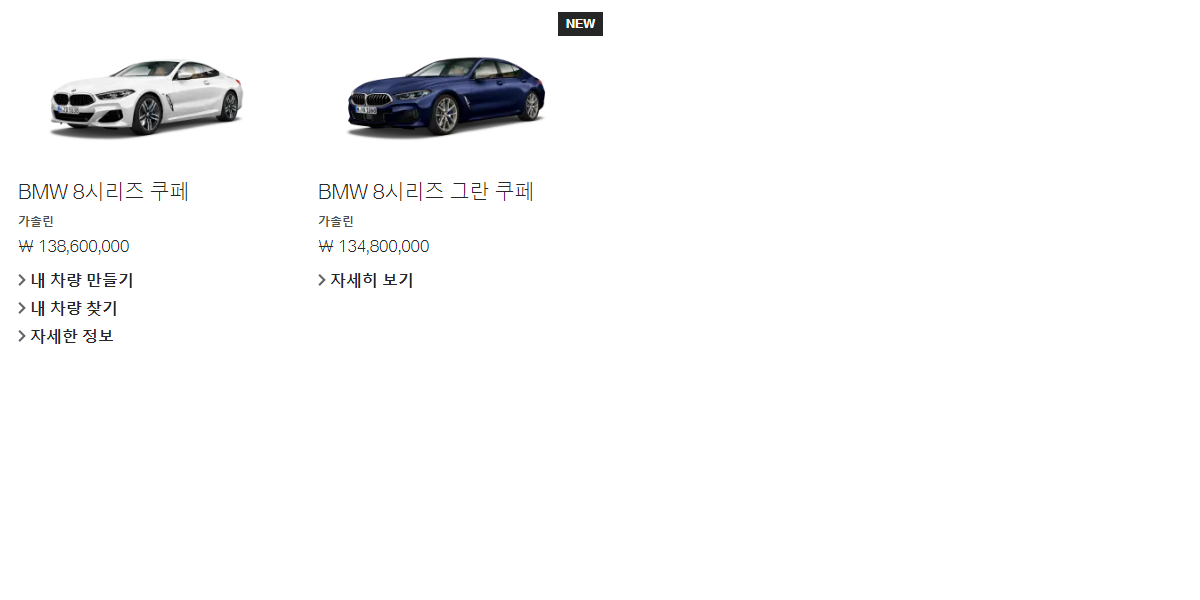 NEW
BMW 8시리즈 쿠페
가솔린
₩ 138,600,000
내 차량 만들기
내 차량 찾기
자세한 정보
BMW 8시리즈 그란 쿠페
가솔린
₩ 134,800,000
자세히 보기